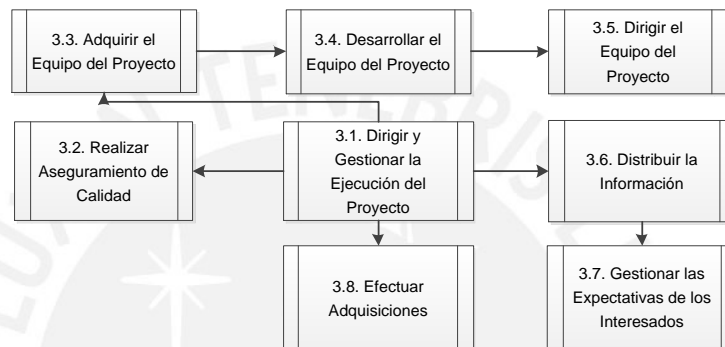 3.3. Adquirir el
Equipo del Proyecto
3.4. Desarrollar el
Equipo del Proyecto
3.5. Dirigir el
Equipo del
Proyecto
3.2. Realizar
Aseguramiento de
Calidad
3.1. Dirigir y
Gestionar la
Ejecución del
Proyecto
3.6. Distribuir la
Información
3.8. Efectuar
Adquisiciones
3.7. Gestionar las
Expectativas de los
Interesados
TENEBRIS